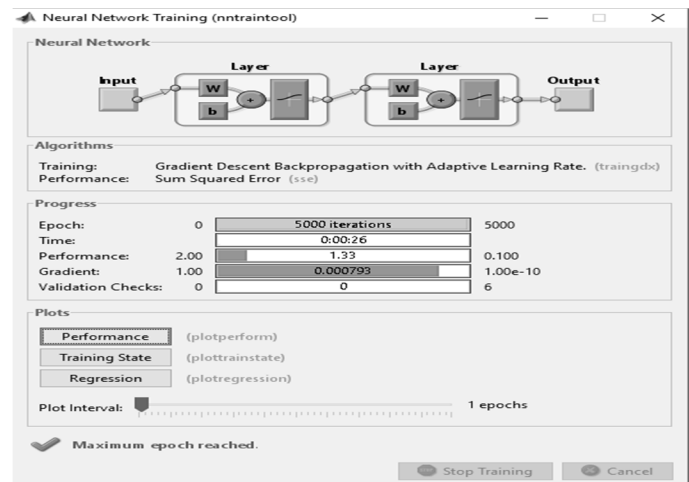 Neural Network Training (nntraintool)
Neural Network
Layer Layer
Input Output
W W
+ +
b b
Algorithms
Training: Gradient Descent Backpropagation with Adaptive Learning Rate. (traingdx)
Performance: Sum Squared Error (sse)
Progress
Epoch: 0 5000 iterations 5000
Time: 0:00:26
Performance: 2.00 1.33 0.100
Gradient: 1.00 0.000793 1.00e-10
Validation Checks: 0 0 6
Plots
Performance (plotperform)
Training State (plottrainstate)
Regression (plotregression)
Plot Interval: 1 epochs
Maximum epoch reached.
Stop Training Cancel